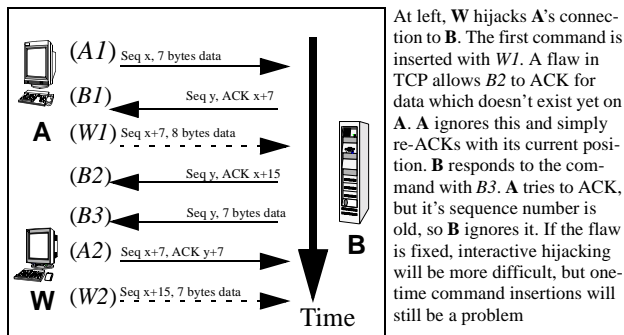 (A1) Seq x, 7 bytes data
(B1) Seq y, ACK x+7
A
(W1) Seq x+7, 8 bytes data
(B2) Seq y, ACK x+15
(B3) Seq y, 7 bytes data
B
(A2) Seq x+7, ACK y+7
W
(W2) Seq x+15, 7 bytes data
Time
At left, W hijacks A's connec-
tion to B. The first command is
inserted with W1. A flaw in
TCP allows B2 to ACK for
data which doesn't exist yet on
A. A ignores this and simply
re-ACKs with its current posi-
tion. B responds to the com-
mand with B3. A tries to ACK,
but it's sequence number is
old, so B ignores it. If the flaw
is fixed, interactive hijacking
will be more difficult, but one-
time command insertions will
still be a problem